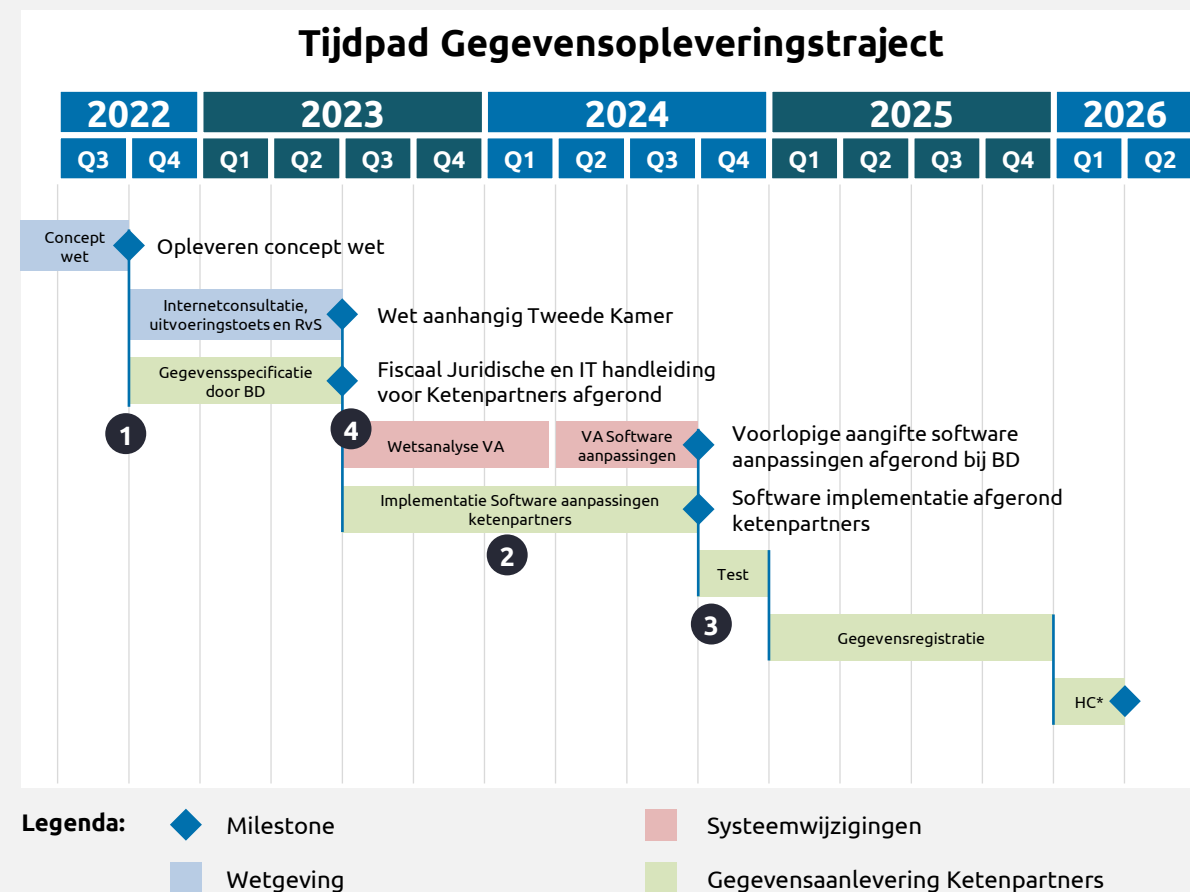 Tijdpad Gegevensopleveringstraject
2022 2023 2024 2025 2026
Q3 Q4 Q1 Q2 Q3 Q4 Q1 Q2 Q3 Q4 Q1 Q2 Q3 Q4 Q1 Q2
Concept
wet
Opleveren concept wet
Internetconsultatie,
uitvoeringstoets en RvS
Wet aanhangig Tweede Kamer
Gegevensspecificatie
door BD
Fiscaal Juridische en IT handleiding
voor Ketenpartners afgerond
1
4
Wetsanalyse VA
VA Software
aanpassingen
Voorlopige aangifte software
aanpassingen afgerond bij BD
Implementatie Software aanpassingen
ketenpartners
Software implementatie afgerond
ketenpartners
2
Test
3
Gegevensregistratie
HC*
Legenda:
Milestone
Systeemwijzigingen
Wetgeving
Gegevensaanlevering Ketenpartners